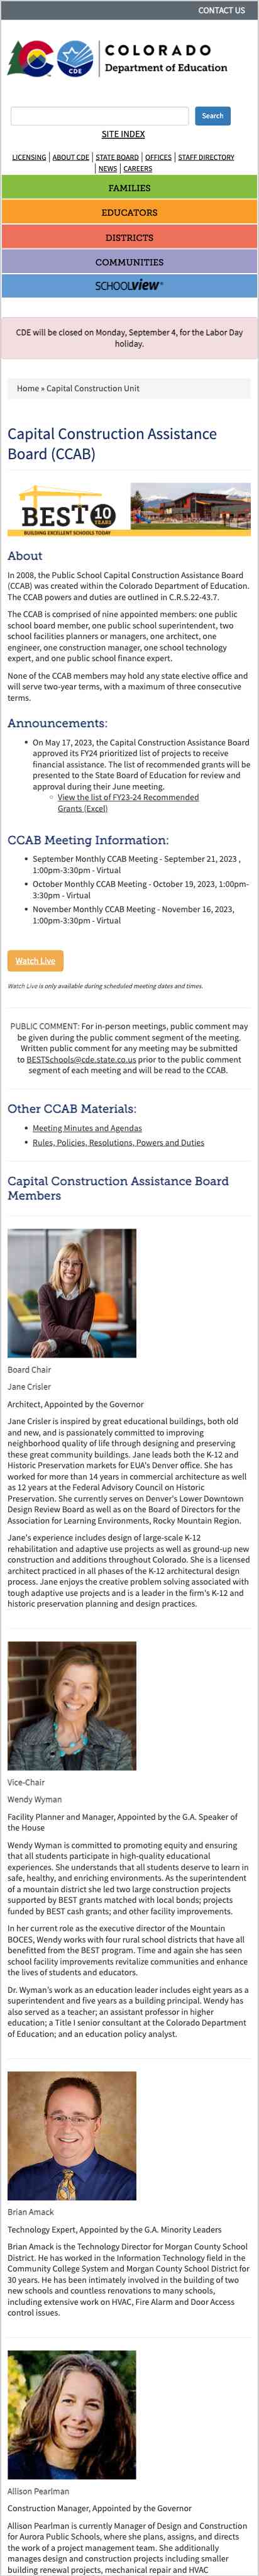 CONTACT US
COLORADO
CDE
Department of Education
Search
SITE INDEX
LICENSING | ABOUT CDE | STATE BOARD | OFFICES | STAFF DIRECTORY
| NEWS | CAREERS
FAMILIES
EDUCATORS
DISTRICTS
COMMUNITIES
SCHOOLVIEW®
CDE will be closed on Monday, September 4, for the Labor Day
holiday.
Home » Capital Construction Unit
Capital Construction Assistance
Board (CCAB)
BEST 10 YEARS
BUILDING EXCELLENT SCHOOLS TODAY
About
In 2008, the Public School Capital Construction Assistance Board
(CCAB) was created within the Colorado Department of Education.
The CCAB powers and duties are outlined in C.R.S.22-43.7.
The CCAB is comprised of nine appointed members: one public
school board member, one public superintendent, two
school facilities planners or managers, one architect, one
engineer, one construction manager, one school technology
expert, and one public school finance expert.
None of the CCAB members may hold any state elective office and
will serve two-year terms, with a maximum of three consecutive
terms.
Announcements:
• On May 17, 2023, the Capital Construction Assistance Board
approved its FY24 prioritized list of projects to receive
financial assistance. The list of recommended grants will be
presented to the State Board of Education for review and
approval during their June meeting.
◦ View the list of FY23-24 Recommended
Grants (Excel)
CCAB Meeting Information:
• September Monthly CCAB Meeting - September 21, 2023 ,
1:00pm-3:30pm - Virtual
• October Monthly CCAB Meeting - October 19, 2023, 1:00pm-
3:30pm - Virtual
• November Monthly CCAB Meeting - November 16, 2023,
1:00pm-3:30pm - Virtual
Watch Live
Watch Live is only available during scheduled meeting dates and times.
PUBLIC COMMENT: For in-person meetings, public comment may
be given during the public comment segment of the meeting.
Written public comment for any meeting may be submitted
to BESTSchools@cde.state.co.us prior to the public comment
segment of each meeting and will be read to the CCAB.
Other CCAB Materials:
• Meeting Minutes and Agendas
• Rules, Policies, Resolutions, Powers and Duties
Capital Construction Assistance Board
Members
Board Chair
Jane Crisler
Architect, Appointed by the Governor
Jane Crisler is inspired by great educational buildings, both old
and new, and is passionately committed to improving
neighborhood quality of life through designing and preserving
these great community buildings. Jane leads both the K-12 and
Historic Preservation markets for EUA's Denver office. She has
worked for more than 14 years in commercial architecture as well
as 12 years at the Federal Advisory Council on Historic
Preservation. She currently serves on Denver's Lower Downtown
Design Review Board as well as on the Board of Directors for the
Association for Learning Environments, Rocky Mountain Region.
Jane's experience includes design of large-scale K-12
rehabilitation and adaptive use projects as well as ground-up new
construction and additions throughout Colorado. She is a licensed
architect practiced in all phases of the K-12 architectural design
process. Jane enjoys the creative problem solving associated with
tough adaptive use projects and is a leader in the firm's K-12 and
historic preservation planning and design practices.
Vice-Chair
Wendy Wyman
Facility Planner and Manager, Appointed by the G.A. Speaker of
the House
Wendy Wyman is committed to promoting equity and ensuring
that all students participate in high-quality educational
experiences. She understands that all students deserve to learn in
safe, healthy, and enriching environments. As the superintendent
of a mountain district she led two large construction projects
supported by BEST grants matched with local bonds; projects
funded by BEST cash grants; and other facility improvements.
In her current role as the executive director of the Mountain
BOCES, Wendy works with four rural school districts that have all
benefitted from the BEST program. Time and again she has seen
school facility improvements revitalize communities and enhance
the lives of students and educators.
Dr. Wyman's work as an education leader includes eight years as a
superintendent and five years as a building principal. Wendy has
also served as a teacher; an assistant professor in higher
education; a Title I senior consultant at the Colorado Department
of Education; and an education policy analyst.
Brian Amack
Technology Expert, Appointed by the G.A. Minority Leaders
Brian Amack is the Technology Director for Morgan County School
District. He has worked in the Information Technology field in the
Community College System and Morgan County School District for
30 years. He has been intimately involved in the building of two
new schools and countless renovations to many schools,
including extensive work on HVAC, Fire Alarm and Door Access
control issues.
Allison Pearlman
Construction Manager, Appointed by the Governor
Allison Pearlman is currently Manager of Design and Construction
for Aurora Public Schools, where she plans, assigns, and directs
the work of a project management team. She additionally
manages design and construction projects including smaller
building renewal projects, mechanical repair and HVAC